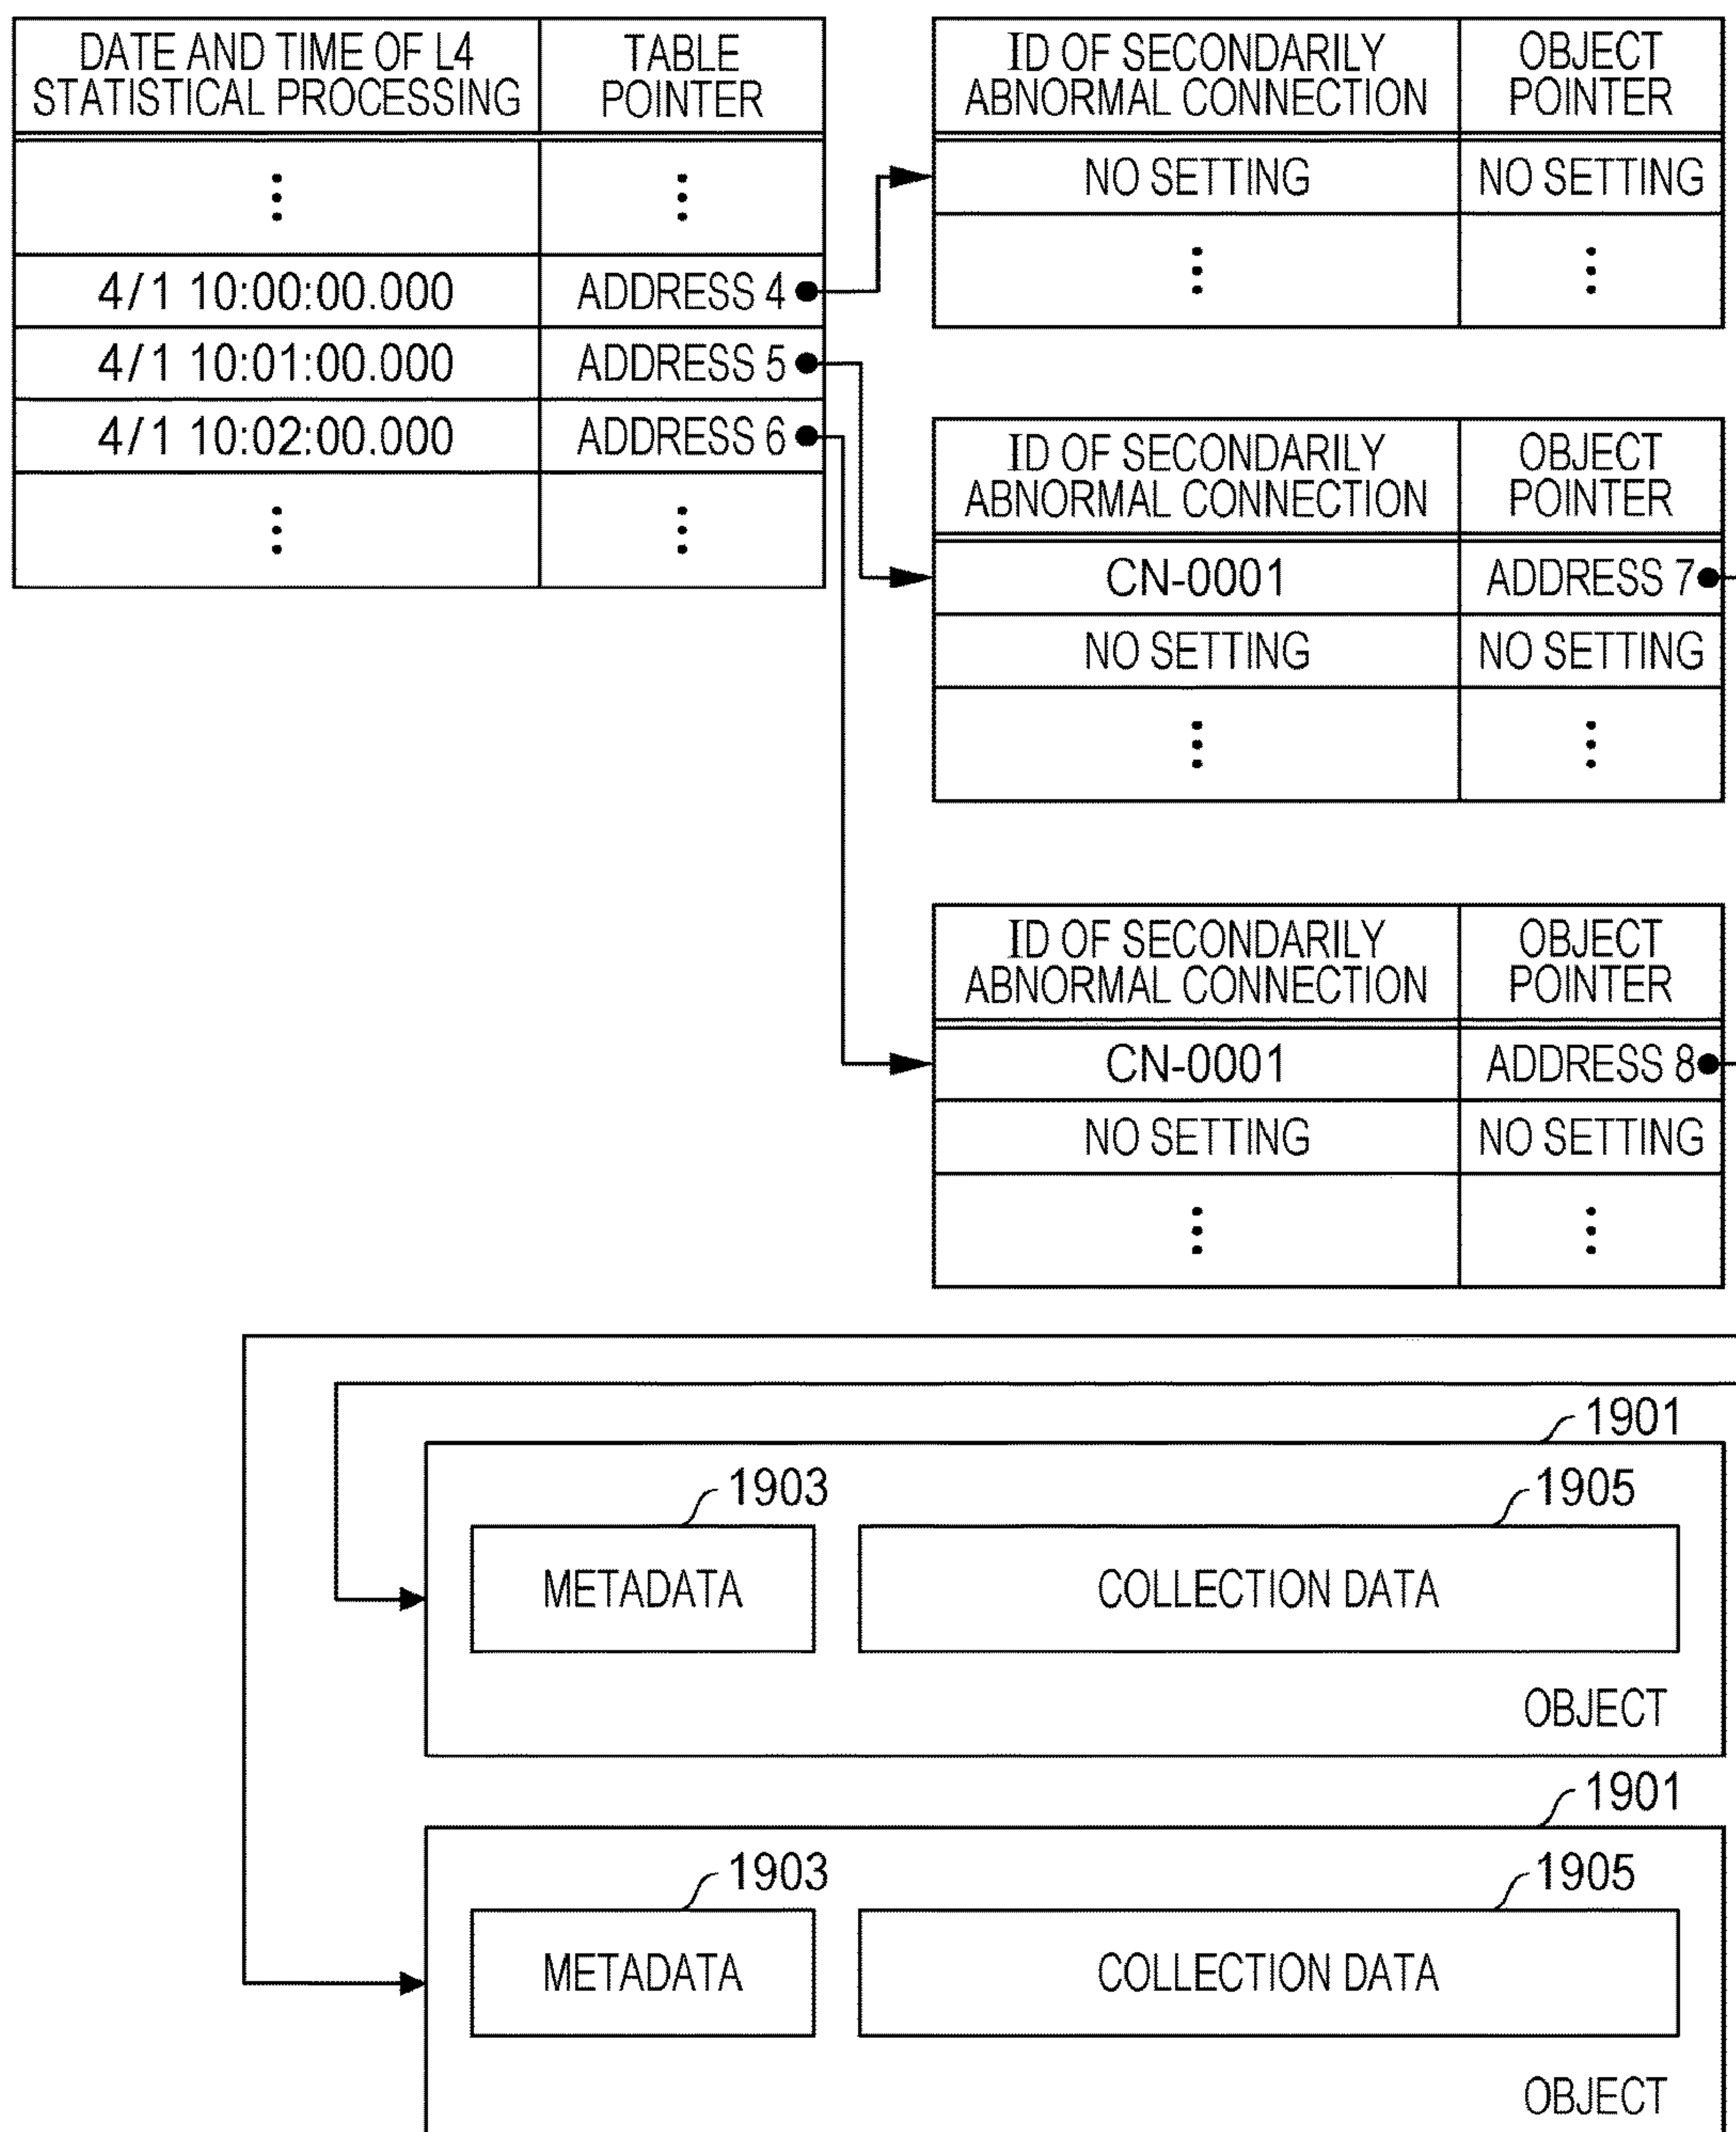 DATE AND TIME OF L4
STATISTICAL PROCESSING
TABLE
POINTER
4/1 10:00:00.000
ADDRESS 4
4/1 10:01:00.000
ADDRESS 5
4/1 10:02:00.000
ADDRESS 6
ID OF SECONDARILY
ABNORMAL CONNECTION
OBJECT
POINTER
NO SETTING
NO SETTING
ID OF SECONDARILY
ABNORMAL CONNECTION
OBJECT
POINTER
CN-0001
ADDRESS 7
NO SETTING
NO SETTING
ID OF SECONDARILY
ABNORMAL CONNECTION
OBJECT
POINTER
CN-0001
ADDRESS 8
NO SETTING
NO SETTING
1901
1903
1905
METADATA
COLLECTION DATA
OBJECT
1901
1903
1905
METADATA
COLLECTION DATA
OBJECT